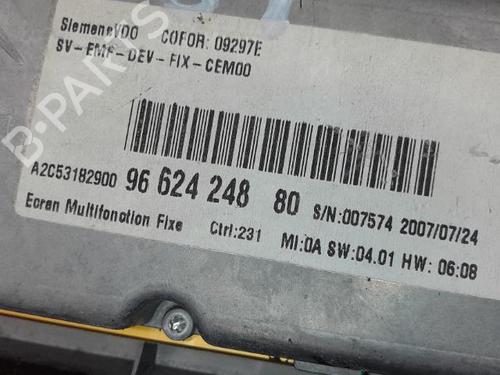 SiemensVDO COFOR: 09297E
SV-EMF-DEV-FIX-CEM00
A2C53182900 96 624 248 80 S/N:007574 2007/07/24
Ecran Multifonction Fixe Ctrl:231 MI:0A SW:04.01 HW: 06:08
B-PARTS